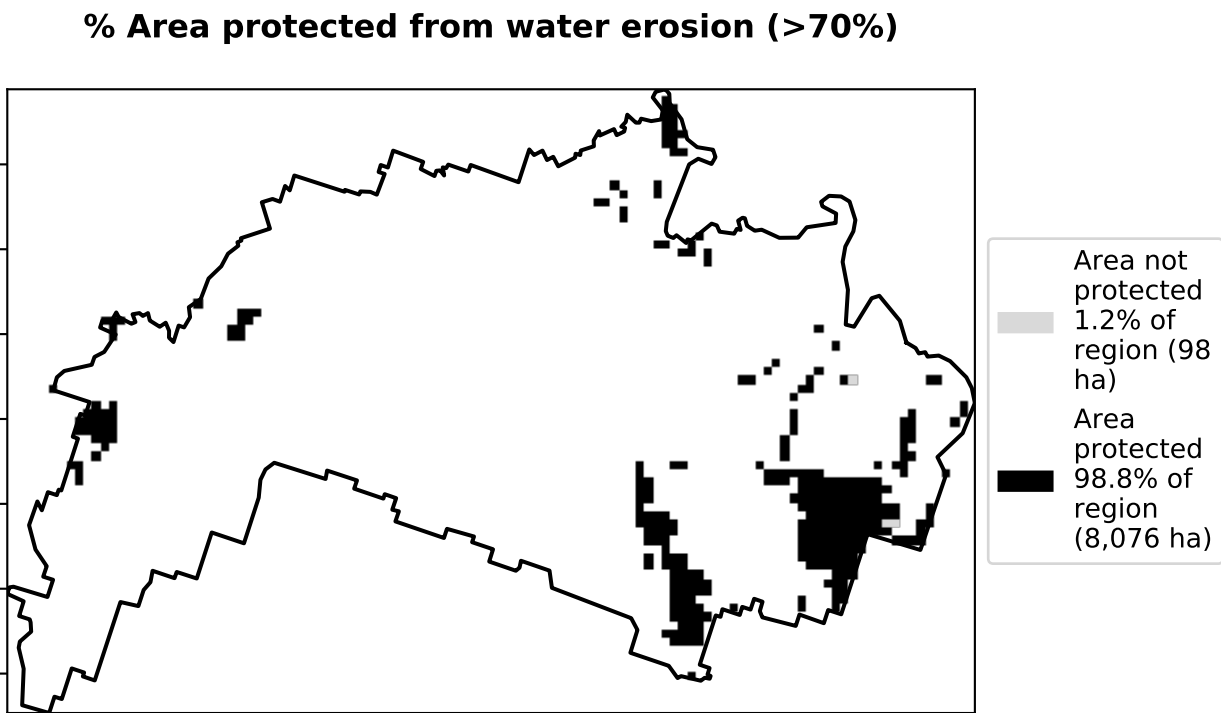 % Area protected from water erosion (>70%)
Area not
protected
1.2% of
region (98
ha)
Area
protected
98.8% of
region
(8,076 ha)